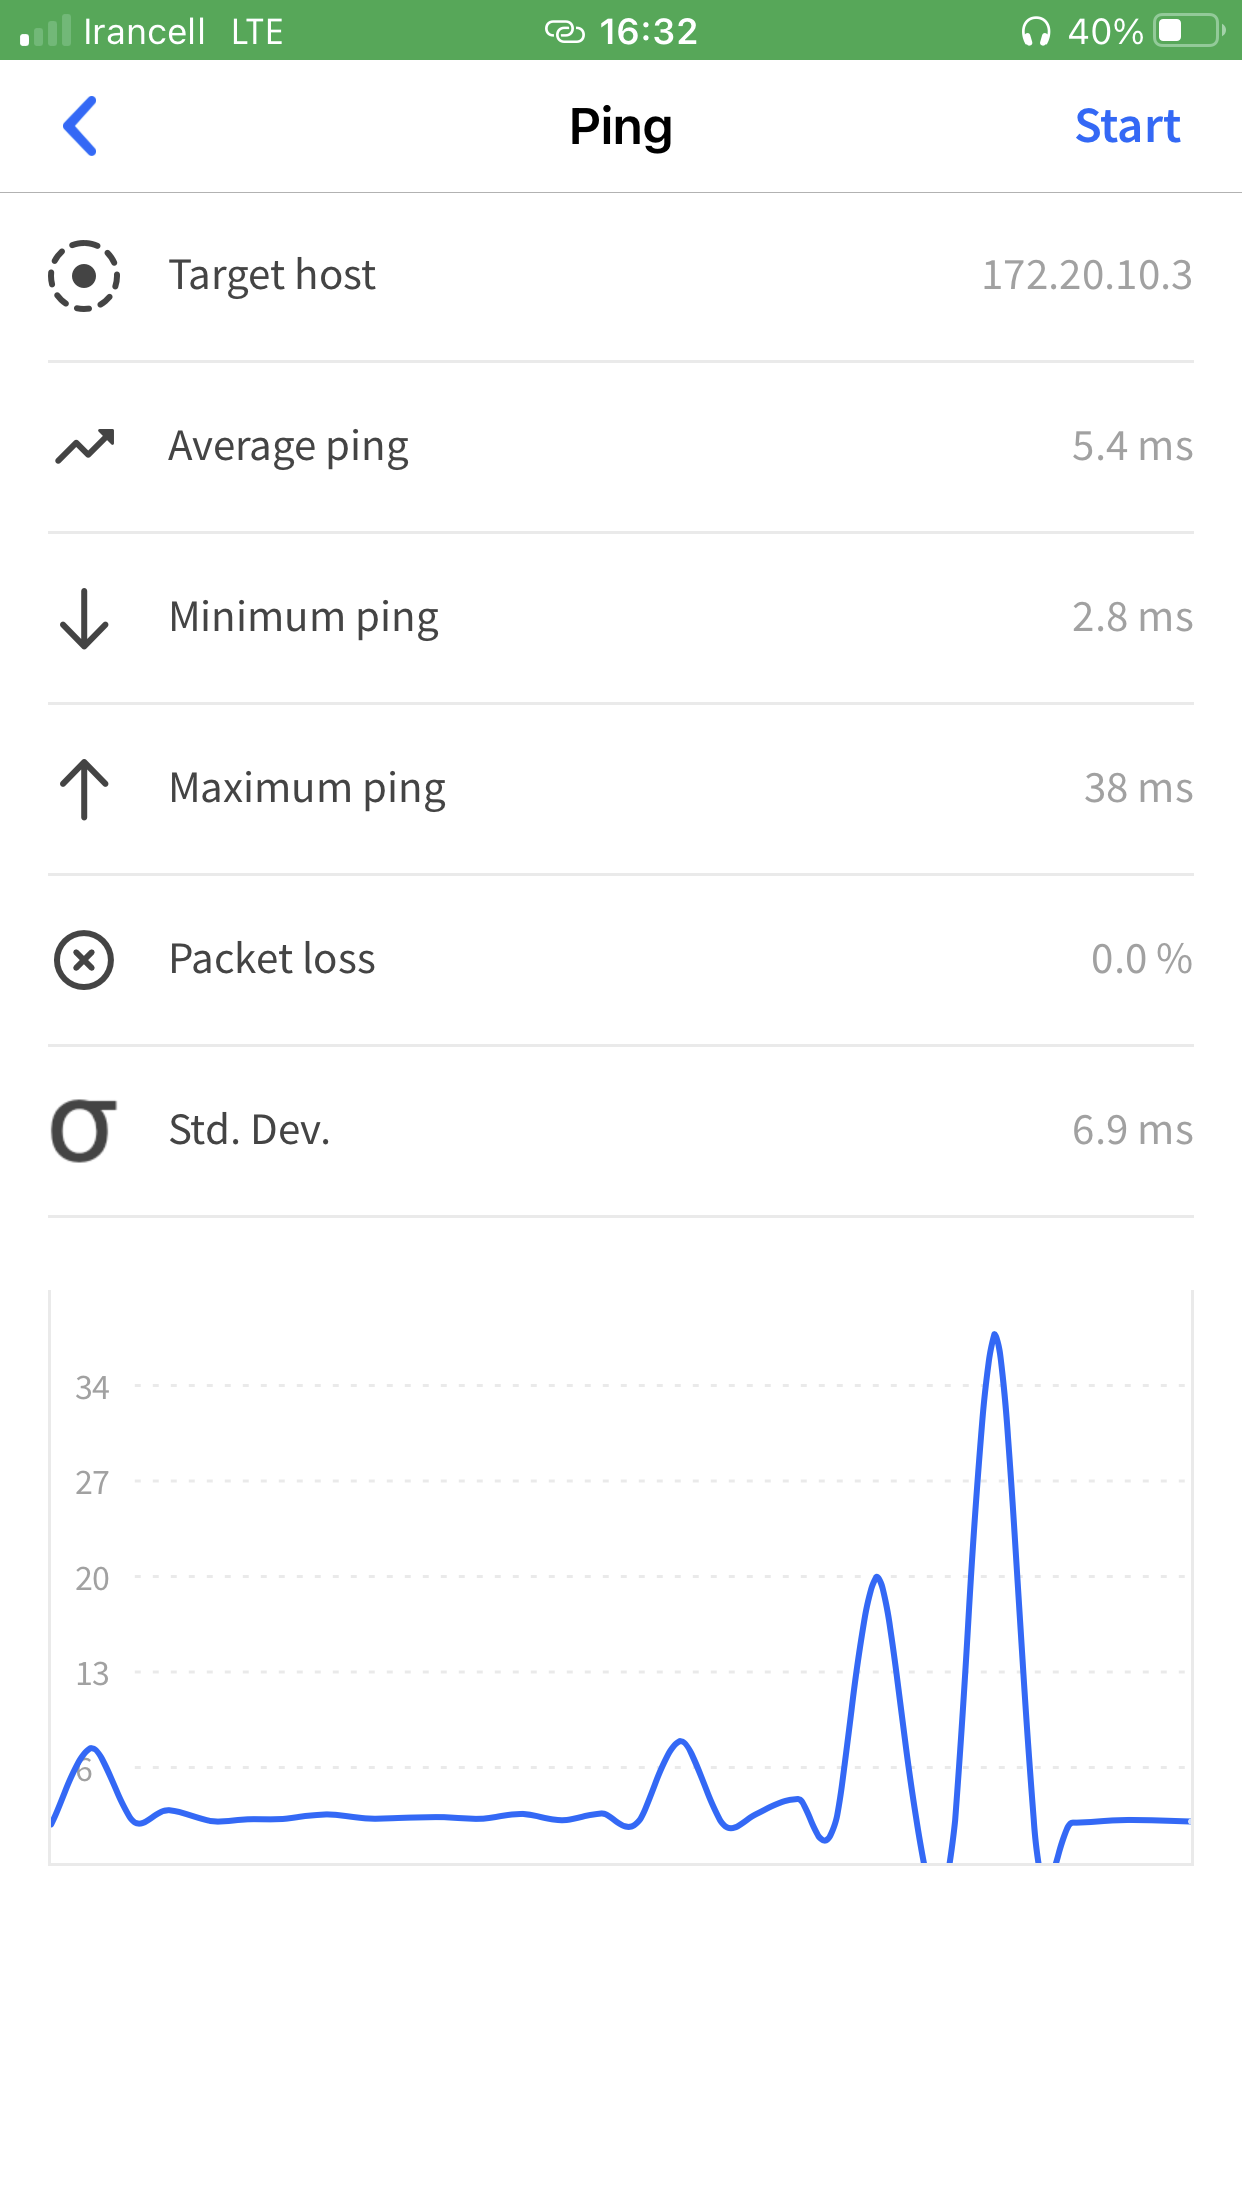 Irancell LTE 16:32 40%
Ping Start
Target host 172.20.10.3
Average ping 5.4 ms
Minimum ping 2.8 ms
Maximum ping 38 ms
Packet loss 0.0 %
σ Std. Dev. 6.9 ms
34
27
20
13
6